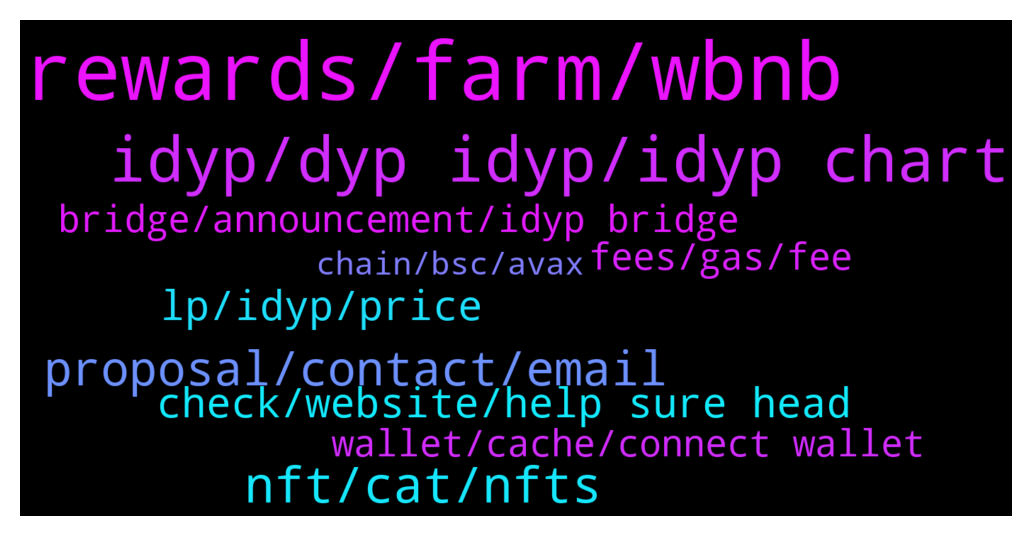 rewards/farm/wbnb
idyp/dyp idyp/idyp chart
bridge/announcement/idyp bridge
chain/bsc/avax
fees/gas/fee
lp/idyp/price
proposal/contact/email
check/website/help sure head
wallet/cache/connect wallet
nft/cat/nfts